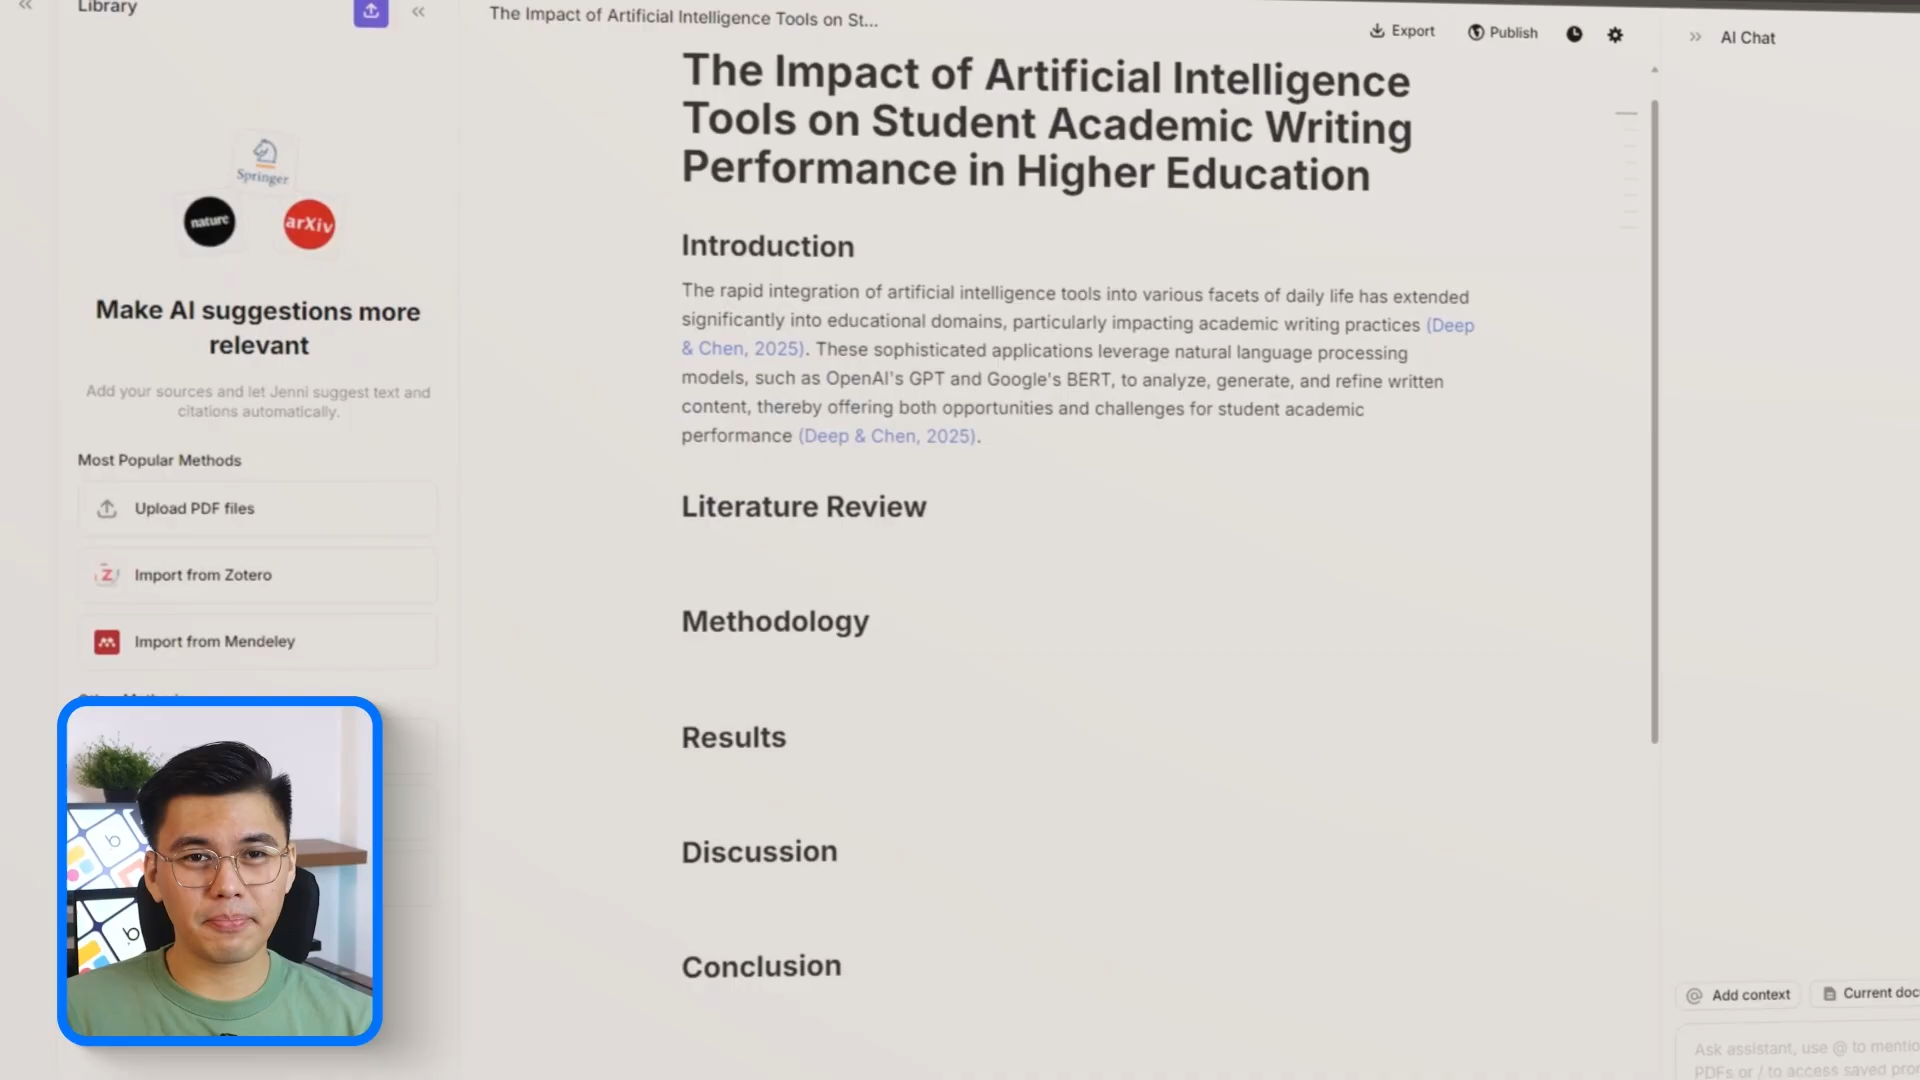 Library
The Impact of Artificial Intelligence Tools on St...
Export
Publish
AI Chat
Springer
nature
arXiv
Make AI suggestions more
relevant
Add your sources and let Jenni suggest text and
citations automatically.
Most Popular Methods
Upload PDF files
Import from Zotero
Import from Mendeley
The Impact of Artificial Intelligence
Tools on Student Academic Writing
Performance in Higher Education
Introduction
The rapid integration of artificial intelligence tools into various facets of daily life has extended
significantly into educational domains, particularly impacting academic writing practices (Deep
& Chen, 2025). These sophisticated applications leverage natural language processing
models, such as OpenAI's GPT and Google's BERT, to analyze, generate, and refine written
content, thereby offering both opportunities and challenges for student academic
performance (Deep & Chen, 2025).
Literature Review
Methodology
Results
Discussion
Conclusion
Add context
Current doc
Ask assistant, use @ to mentio
PDFs or / to access saved pro